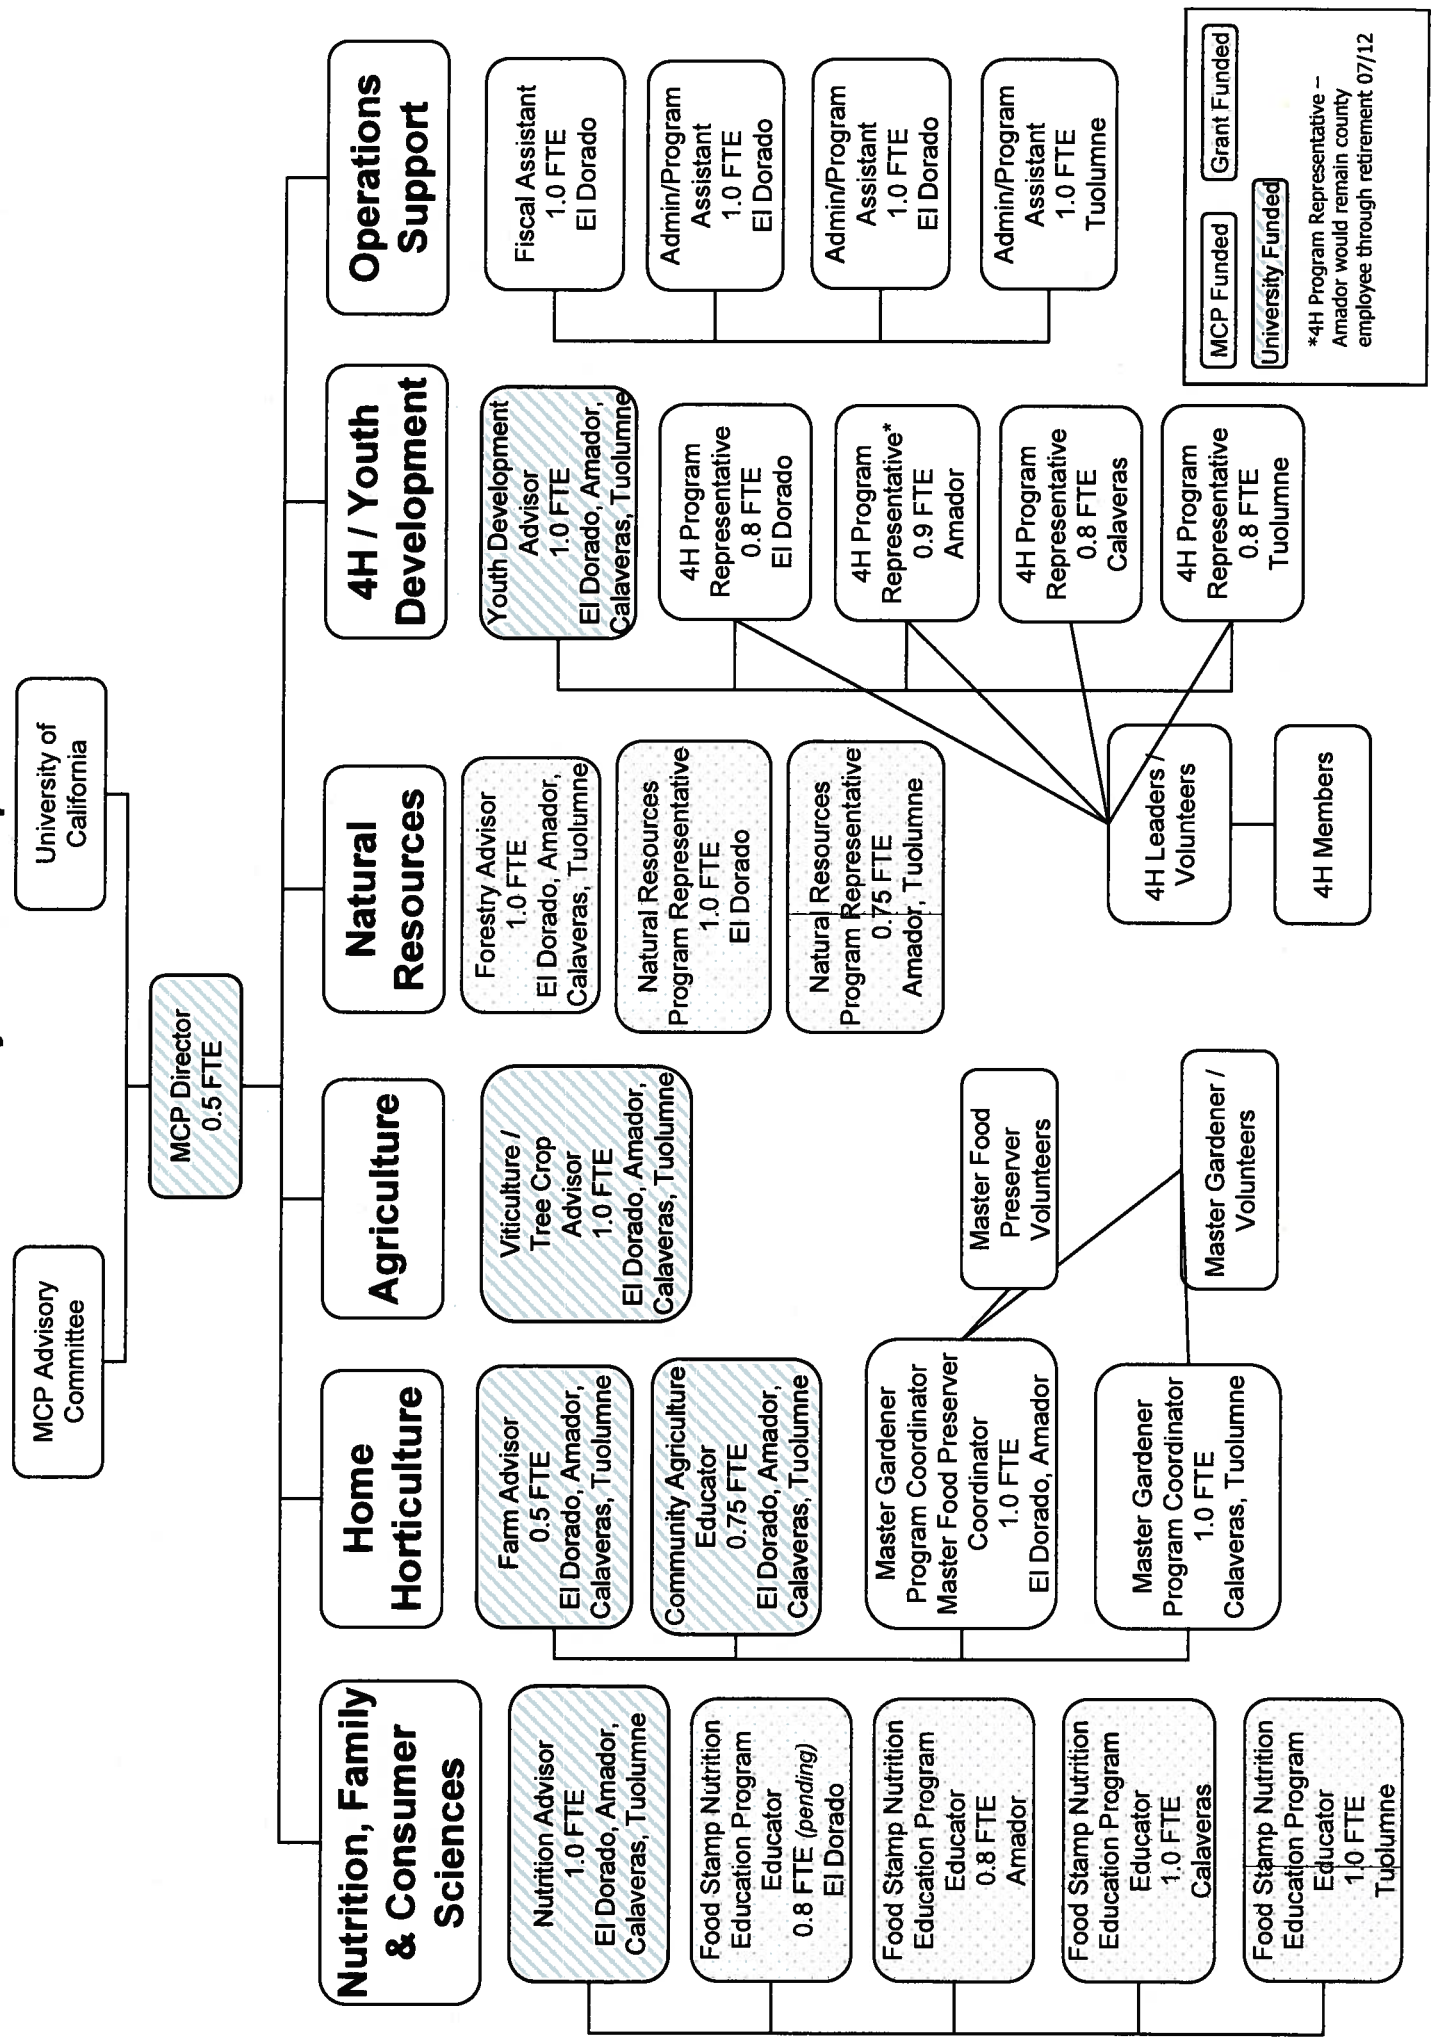 MCP Advisory
Committee
University of
California
MCP Director
0.5 FTE
Nutrition, Family
& Consumer
Sciences
Nutrition Advisor
1.0 FTE
El Dorado, Amador,
Calaveras, Tuolumne
Food Stamp Nutrition
Education Program
Educator
0.8 FTE (pending)
El Dorado
Food Stamp Nutrition
Education Program
Educator
0.8 FTE
Amador
Food Stamp Nutrition
Education Program
Educator
1.0 FTE
Calaveras
Food Stamp Nutrition
Education Program
Educator
1.0 FTE
Tuolumne
Home
Horticulture
Farm Advisor
0.5 FTE
El Dorado, Amador,
Calaveras, Tuolumne
Community Agriculture
Educator
0.75 FTE
El Dorado, Amador,
Calaveras, Tuolumne
Master Gardener
Program Coordinator
Master Food Preserver
Coordinator
1.0 FTE
El Dorado, Amador
Master Gardener
Program Coordinator
1.0 FTE
Calaveras, Tuolumne
Master Food
Preserver
Volunteers
Master Gardener /
Volunteers
Agriculture
Viticulture /
Tree Crop
Advisor
1.0 FTE
El Dorado, Amador,
Calaveras, Tuolumne
Natural
Resources
Forestry Advisor
1.0 FTE
El Dorado, Amador,
Calaveras, Tuolumne
Natural Resources
Program Representative
1.0 FTE
El Dorado
Natural Resources
Program Representative
0.75 FTE
Amador, Tuolumne
4H / Youth
Development
Youth Development
Advisor
1.0 FTE
El Dorado, Amador,
Calaveras, Tuolumne
4H Program
Representative
0.8 FTE
El Dorado
4H Program
Representative*
0.9 FTE
Amador
4H Program
Representative
0.8 FTE
Calaveras
4H Program
Representative
0.8 FTE
Tuolumne
4H Leaders /
Volunteers
4H Members
Operations
Support
Fiscal Assistant
1.0 FTE
El Dorado
Admin/Program
Assistant
1.0 FTE
El Dorado
Admin/Program
Assistant
1.0 FTE
El Dorado
Admin/Program
Assistant
1.0 FTE
Tuolumne
MCP Funded
Grant Funded
University Funded
*4H Program Representative –
Amador would remain county
employee through retirement 07/12